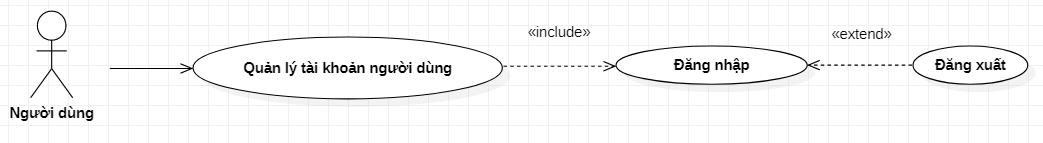 «include»
«extend»
Quản lý tài khoản người dùng
Đăng nhập
Đăng xuất
Người dùng